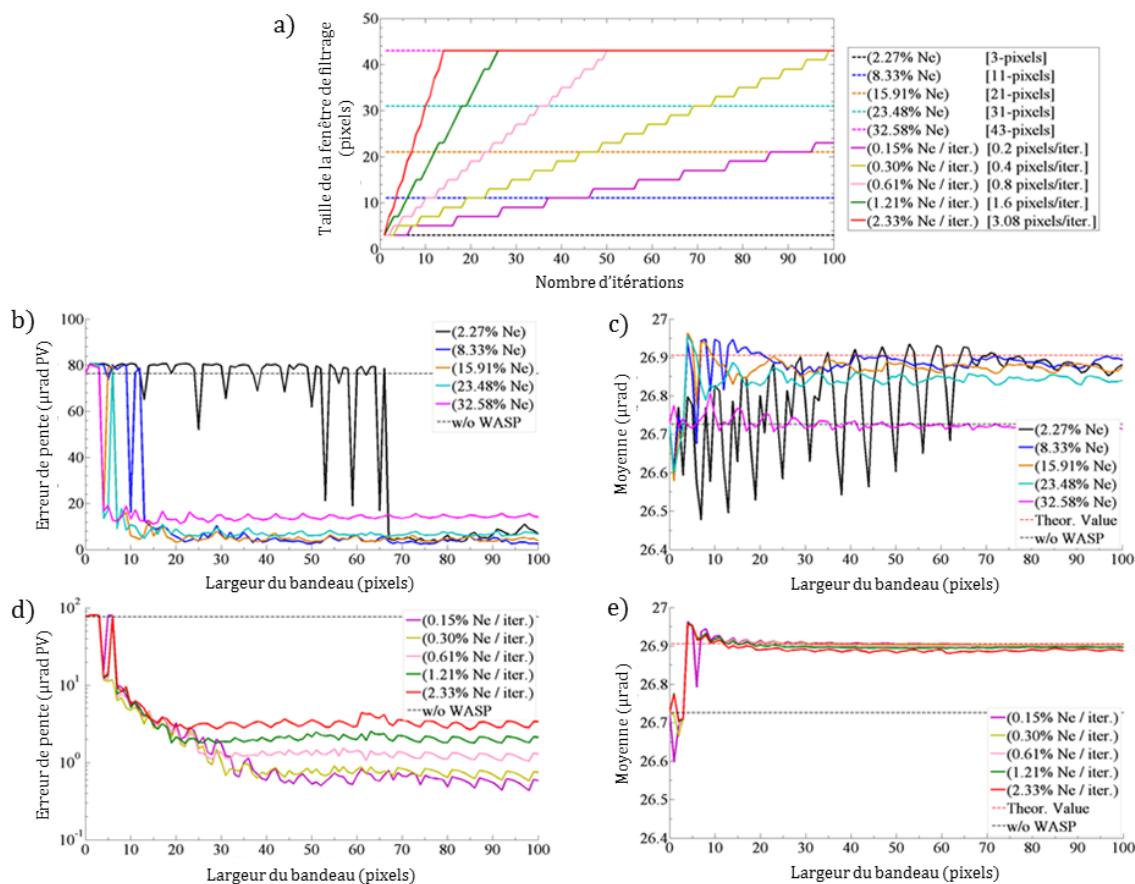 a)
Taille de la fenêtre de filtrage
(pixels)
50
40
30
20
10
0
0 10 20 30 40 50 60 70 80 90 100
Nombre d'itérations
(2.27% Ne) [3-pixels]
(8.33% Ne) [11-pixels]
(15.91% Ne) [21-pixels]
(23.48% Ne) [31-pixels]
(32.58% Ne) [43-pixels]
(0.15% Ne / iter.) [0.2 pixels/iter.]
(0.30% Ne / iter.) [0.4 pixels/iter.]
(0.61% Ne / iter.) [0.8 pixels/iter.]
(1.21% Ne / iter.) [1.6 pixels/iter.]
(2.33% Ne / iter.) [3.08 pixels/iter.]
b)
Erreur de pente (µrad PV)
100
80
60
40
20
0
0 10 20 30 40 50 60 70 80 90 100
Largeur du bandeau (pixels)
(2.27% Ne)
(8.33% Ne)
(15.91% Ne)
(23.48% Ne)
(32.58% Ne)
w/o WASP
c)
Moyenne (µrad)
27
26.9
26.8
26.7
26.6
26.5
26.4
0 10 20 30 40 50 60 70 80 90 100
Largeur du bandeau (pixels)
(2.27% Ne)
(8.33% Ne)
(15.91% Ne)
(23.48% Ne)
(32.58% Ne)
Theor. Value
w/o WASP
d)
Erreur de pente (µrad PV)
10²
10¹
10⁰
10⁻¹
0 10 20 30 40 50 60 70 80 90 100
Largeur du bandeau (pixels)
(0.15% Ne / iter.)
(0.30% Ne / iter.)
(0.61% Ne / iter.)
(1.21% Ne / iter.)
(2.33% Ne / iter.)
w/o WASP
e)
Moyenne (µrad)
27
26.9
26.8
26.7
26.6
26.5
26.4
0 10 20 30 40 50 60 70 80 90 100
Largeur du bandeau (pixels)
(0.15% Ne / iter.)
(0.30% Ne / iter.)
(0.61% Ne / iter.)
(1.21% Ne / iter.)
(2.33% Ne / iter.)
Theor. Value
w/o WASP